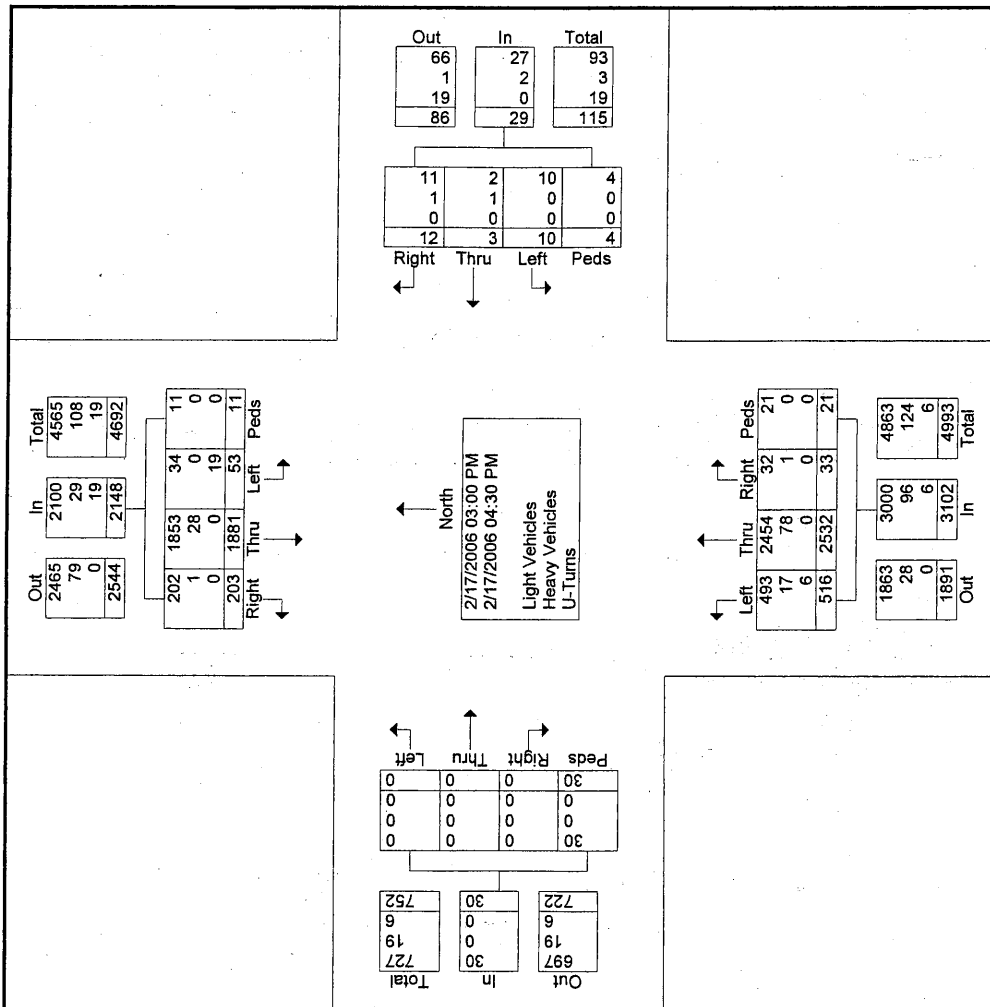 Out In Total
66 27 93
1 2 3
19 0 19
86 29 115
11 2 10 4
1 1 0 0
0 0 0 0
12 3 10 4
Right Thru Left Peds
Out In Total
2465 2100 4565
79 29 108
0 19 19
2544 2148 4692
202 1853 34 11
1 28 0 0
0 0 19 0
203 1881 53 11
Right Thru Left Peds
North
2/17/2006 03:00 PM
2/17/2006 04:30 PM
Light Vehicles
Heavy Vehicles
U-Turns
Left Thru Right Peds
493 2454 32 21
17 78 1 0
6 0 0 0
516 2532 33 21
1863 3000 4863
28 96 124
0 6 6
1891 3102 4993
Out In Total
Peds Right Thru Left
30 0 0 0
0 0 0 0
0 0 0 0
30 0 0 0
Out In Total
697 30 727
19 0 19
6 0 6
722 30 752